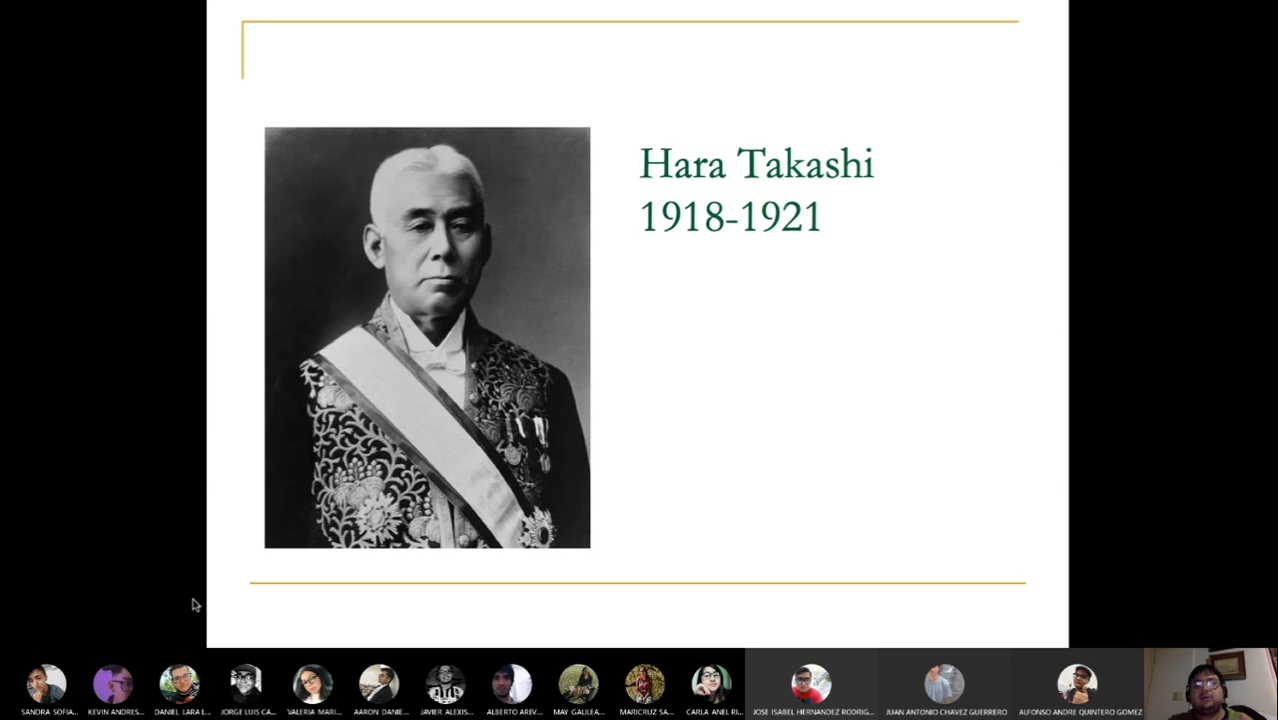 Hara Takashi
1918-1921
SANDRA SOFIA...
KEVIN ANDRES...
DANIEL LARA L...
JORGE LUIS CA...
VALERIA MARI...
AARON DANIE...
JAVIER ALEXIS...
ALBERTO AREV...
MAY GALILEA...
MARICRUZ SA...
CARLA ANEL RI...
JOSE ISABEL HERNANDEZ RODRIG...
JUAN ANTONIO CHAVEZ GUERRERO
ALFONSO ANDRE QUINTERO GOMEZ